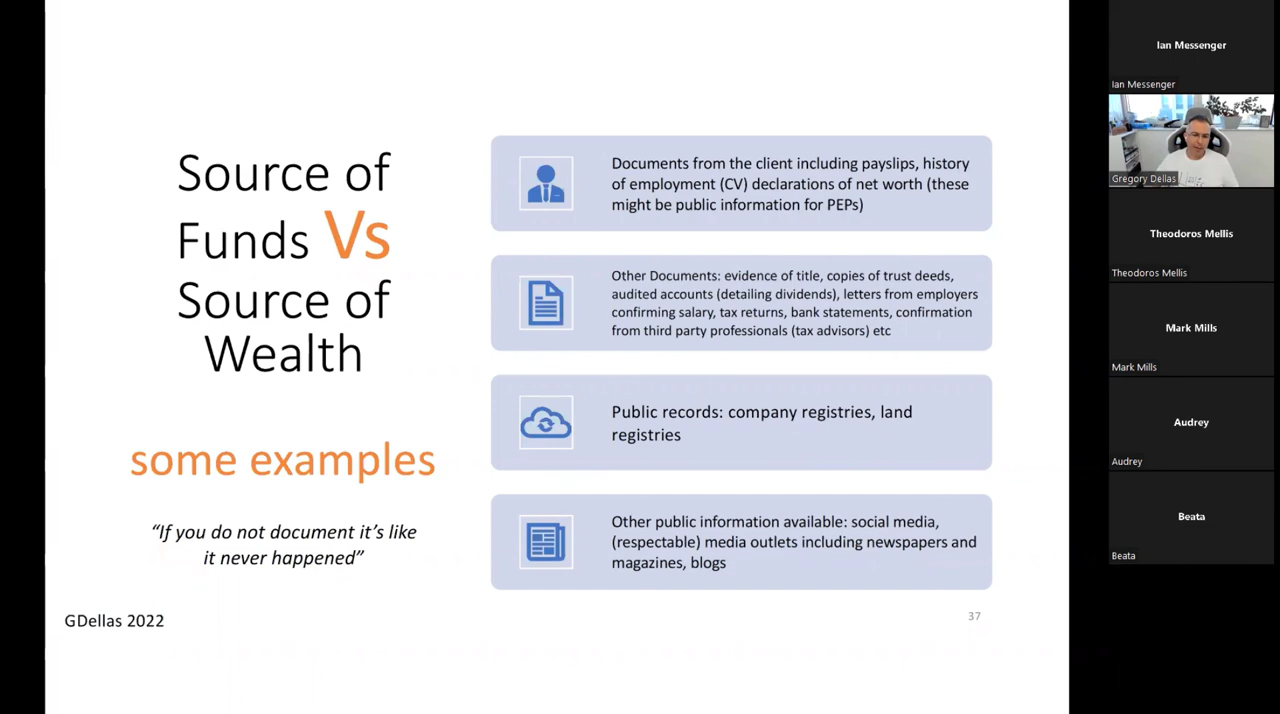 Source of
Funds Vs
Source of
Wealth
some examples
“If you do not document it’s like
it never happened”
GDellas 2022
Documents from the client including payslips, history
of employment (CV) declarations of net worth (these
might be public information for PEPs)
Other Documents: evidence of title, copies of trust deeds,
audited accounts (detailing dividends), letters from employers
confirming salary, tax returns, bank statements, confirmation
from third party professionals (tax advisors) etc
Public records: company registries, land
registries
Other public information available: social media,
(respectable) media outlets including newspapers and
magazines, blogs
37
Ian Messenger
Ian Messenger
Gregory Dellas
Theodoros Mellis
Theodoros Mellis
Mark Mills
Mark Mills
Audrey
Audrey
Beata
Beata